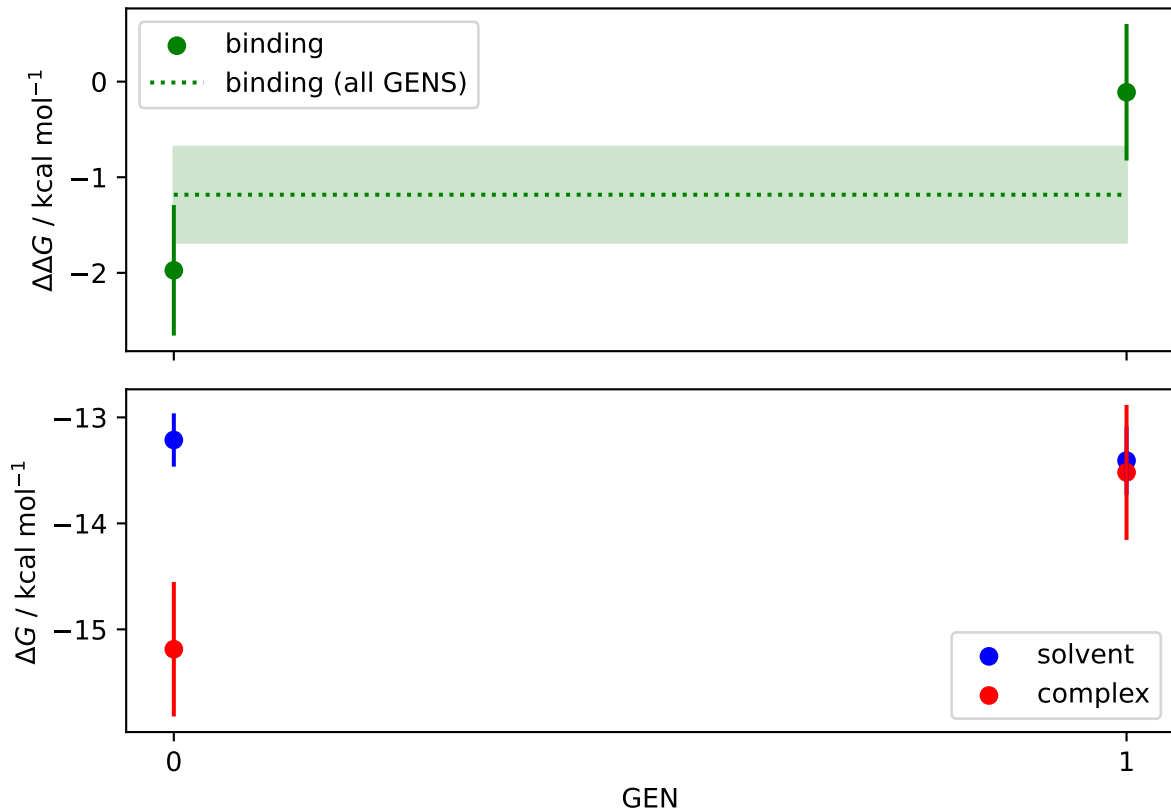 binding
binding (all GENS)
ΔΔG / kcal mol⁻¹
0
−1
−2
ΔG / kcal mol⁻¹
−13
−14
−15
solvent
complex
0 1
GEN